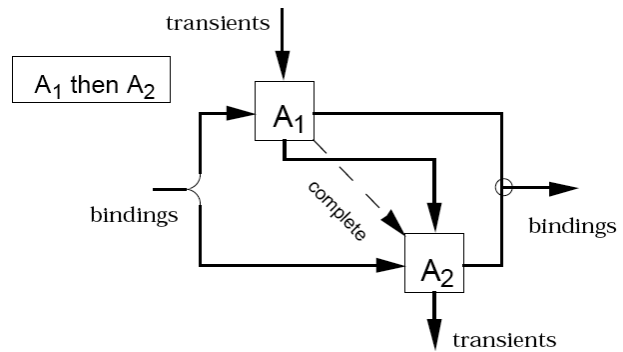 transients
A₁ then A₂
A₁
bindings
complete
bindings
A₂
transients